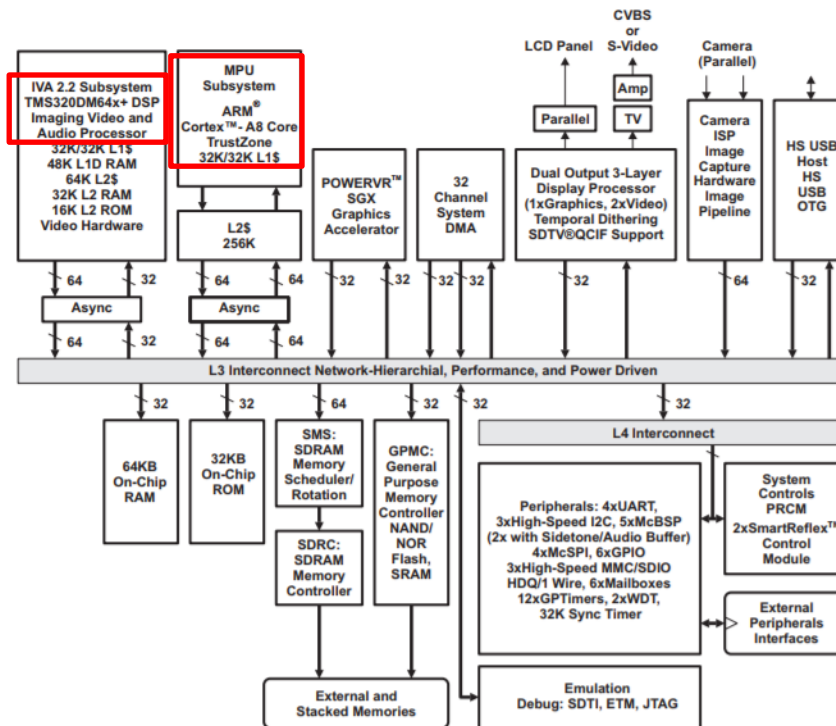 CVBS
or
S-Video
LCD Panel
Camera
(Parallel)
Amp
Parallel
TV
IVA 2.2 Subsystem
TMS320DM64x+ DSP
Imaging Video and
Audio Processor
32K/32K L1$
48K L1D RAM
64K L2$
32K L2 RAM
16K L2 ROM
Video Hardware
MPU
Subsystem
ARM®
Cortex™- A8 Core
TrustZone
32K/32K L1$
L2$
256K
POWERVR™
SGX
Graphics
Accelerator
32
Channel
System
DMA
Dual Output 3-Layer
Display Processor
(1xGraphics, 2xVideo)
Temporal Dithering
SDTV®QCIF Support
Camera
ISP
Image
Capture
Hardware
Image
Pipeline
HS USB
Host
HS
USB
OTG
64
32
64
64
32
32
32
32
32
64
32
Async
Async
64
32
64
64
L3 Interconnect Network-Hierarchial, Performance, and Power Driven
32
32
64
32
32
32
L4 Interconnect
64KB
On-Chip
RAM
32KB
On-Chip
ROM
SMS:
SDRAM
Memory
Scheduler/
Rotation
SDRC:
SDRAM
Memory
Controller
GPMC:
General
Purpose
Memory
Controller
NAND/
NOR
Flash,
SRAM
Peripherals: 4xUART,
3xHigh-Speed I2C, 5xMcBSP
(2x with Sidetone/Audio Buffer)
4xMcSPI, 6xGPIO
3xHigh-Speed MMC/SDIO
HDQ/1 Wire, 6xMailboxes
12xGPTimers, 2xWDT,
32K Sync Timer
System
Controls
PRCM
2xSmartReflex™
Control
Module
External
Peripherals
Interfaces
External and
Stacked Memories
Emulation
Debug: SDTI, ETM, JTAG